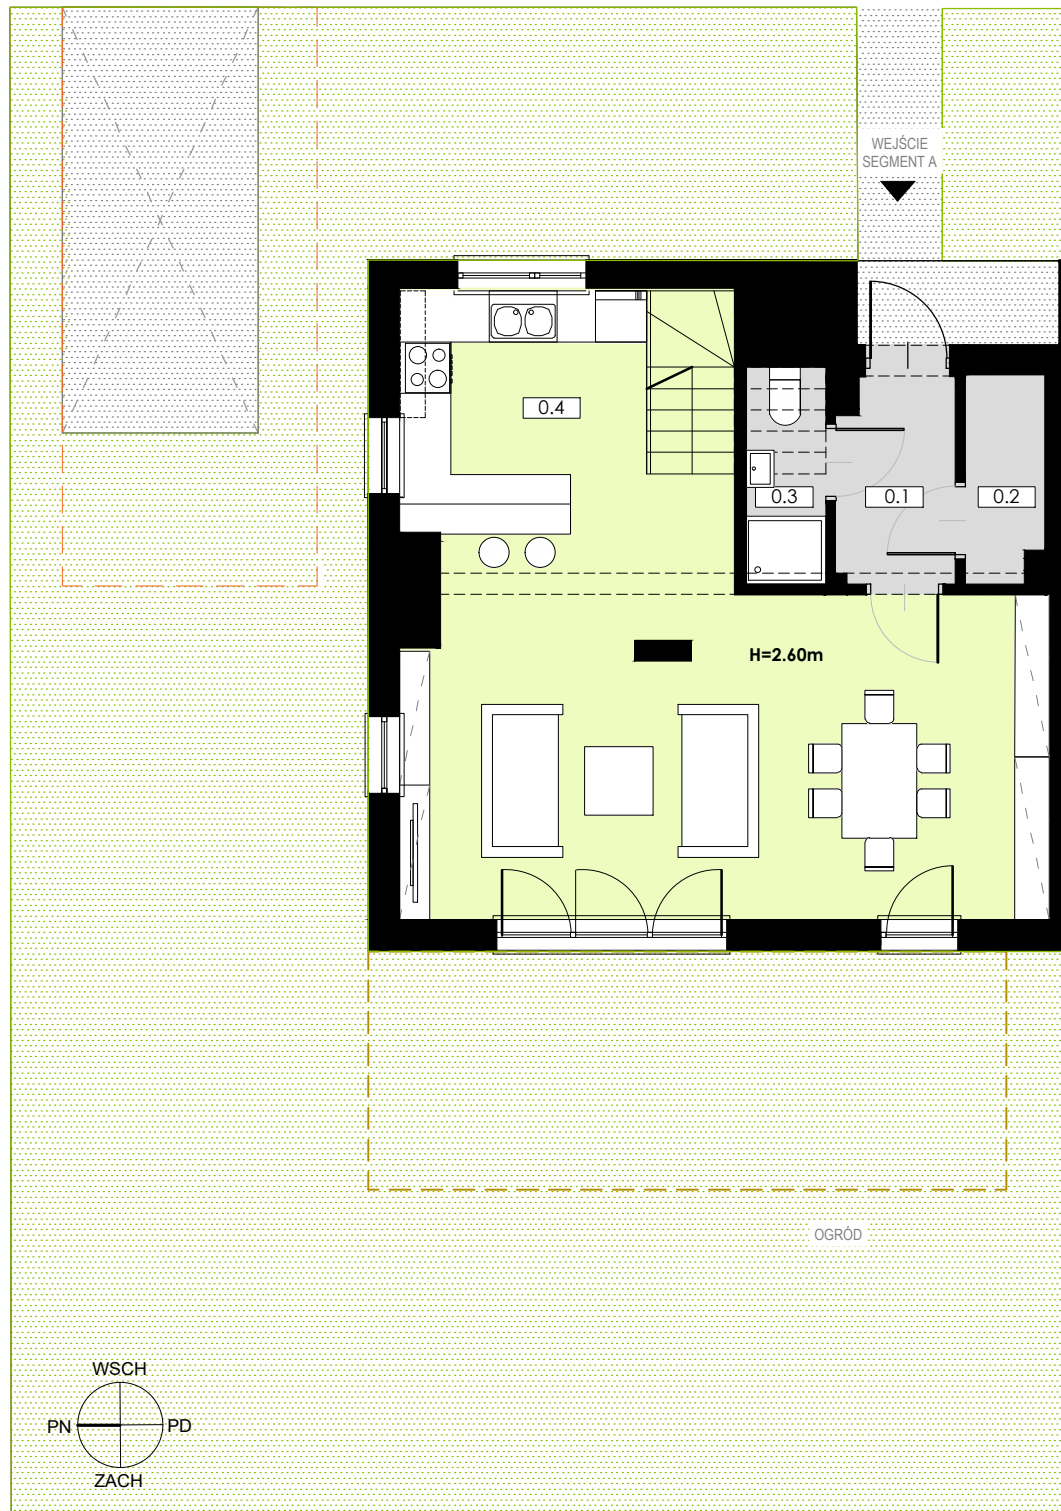 WEJŚCIE
SEGMENT A
0.4
0.3
0.1
0.2
H=2.60m
OGRÓD
WSCH
PN
PD
ZACH